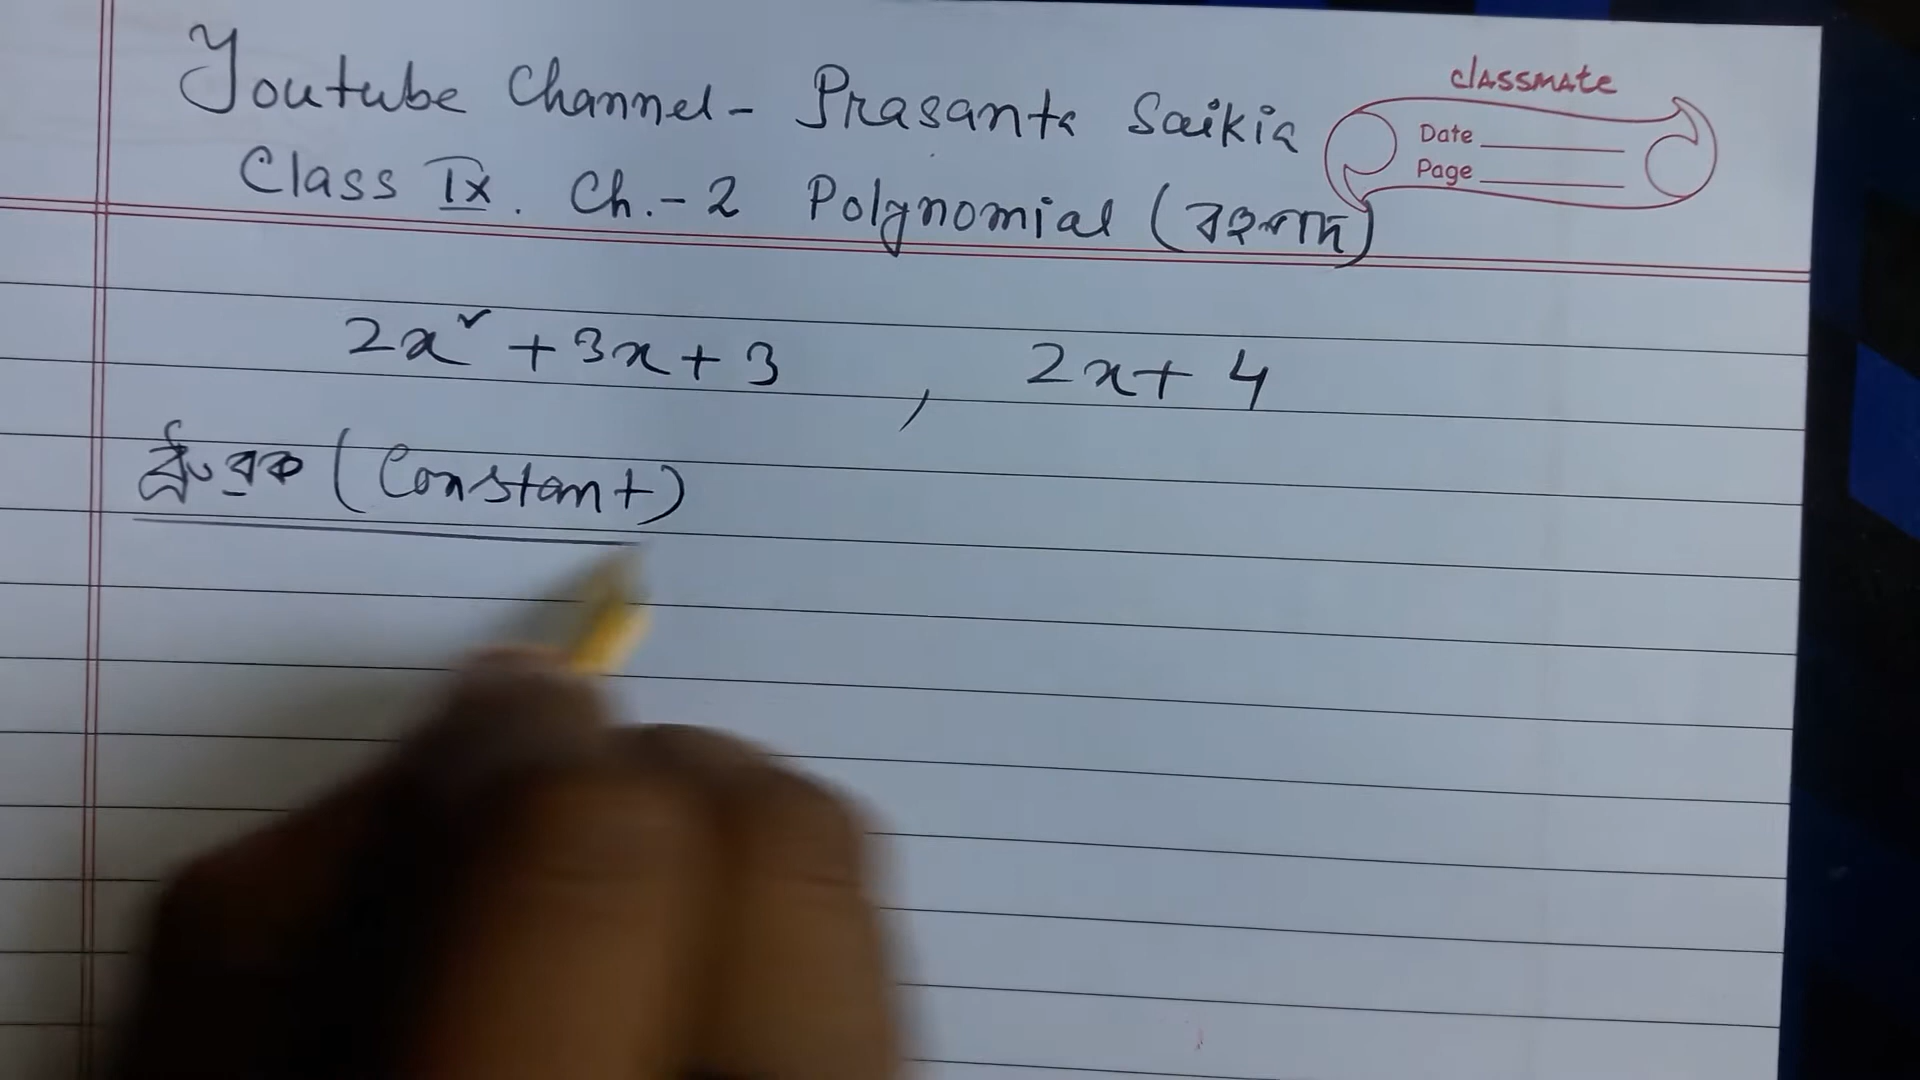 Youtube Channel - Prasanta Saikia
classmate
Date
Page
Class IX. Ch.-2 Polynomial (বহুপদ)
2x² + 3x + 3 , 2x + 4
ধ্ৰুৱক (Constant)